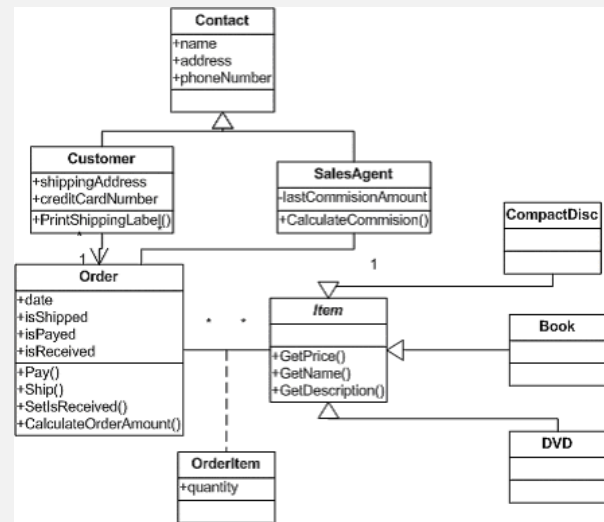 Contact
+name
+address
+phoneNumber
Customer
+shippingAddress
+creditCardNumber
+PrintShippingLabel()
SalesAgent
-lastCommisionAmount
+CalculateCommision()
CompactDisc
1
*
1
Order
+date
+isShipped
+isPayed
+isReceived
+Pay()
+Ship()
+SetIsReceived()
+CalculateOrderAmount()
* *
Item
+GetPrice()
+GetName()
+GetDescription()
Book
DVD
OrderItem
+quantity